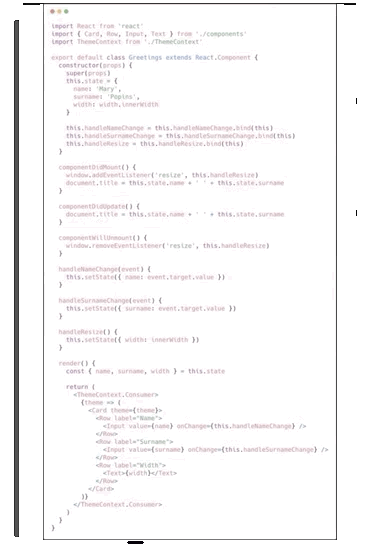 import React from 'react'
import { Card, Row, Input, Text } from './components'
import ThemeContext from './ThemeContext'
export default class Greetings extends React.Component {
constructor(props) {
super(props)
this.state = {
name: 'Mary',
surname: 'Popins',
width: width.innerWidth
}
this.handleNameChange = this.handleNameChange.bind(this)
this.handleSurnameChange = this.handleSurnameChange.bind(this)
this.handleResize = this.handleResize.bind(this)
}
componentDidMount() {
window.addEventListener('resize', this.handleResize)
document.title = this.state.name + ' ' + this.state.surname
}
componentDidUpdate() {
document.title = this.state.name + ' ' + this.state.surname
}
componentWillUnmount() {
window.removeEventListener('resize', this.handleResize)
}
handleNameChange(event) {
this.setState({ name: event.target.value })
}
handleSurnameChange(event) {
this.setState({ surname: event.target.value })
}
handleResize() {
this.setState({ width: innerWidth })
}
render() {
const { name, surname, width } = this.state
return (
<ThemeContext.Consumer>
{theme => (
<Card theme={theme}>
<Row label="Name">
<Input value={name} onChange={this.handleNameChange} />
</Row>
<Row label="Surname">
<Input value={surname} onChange={this.handleSurnameChange} />
</Row>
<Row label="Width">
<Text>{width}</Text>
</Row>
</Card>
)}
</ThemeContext.Consumer>
)
}
}